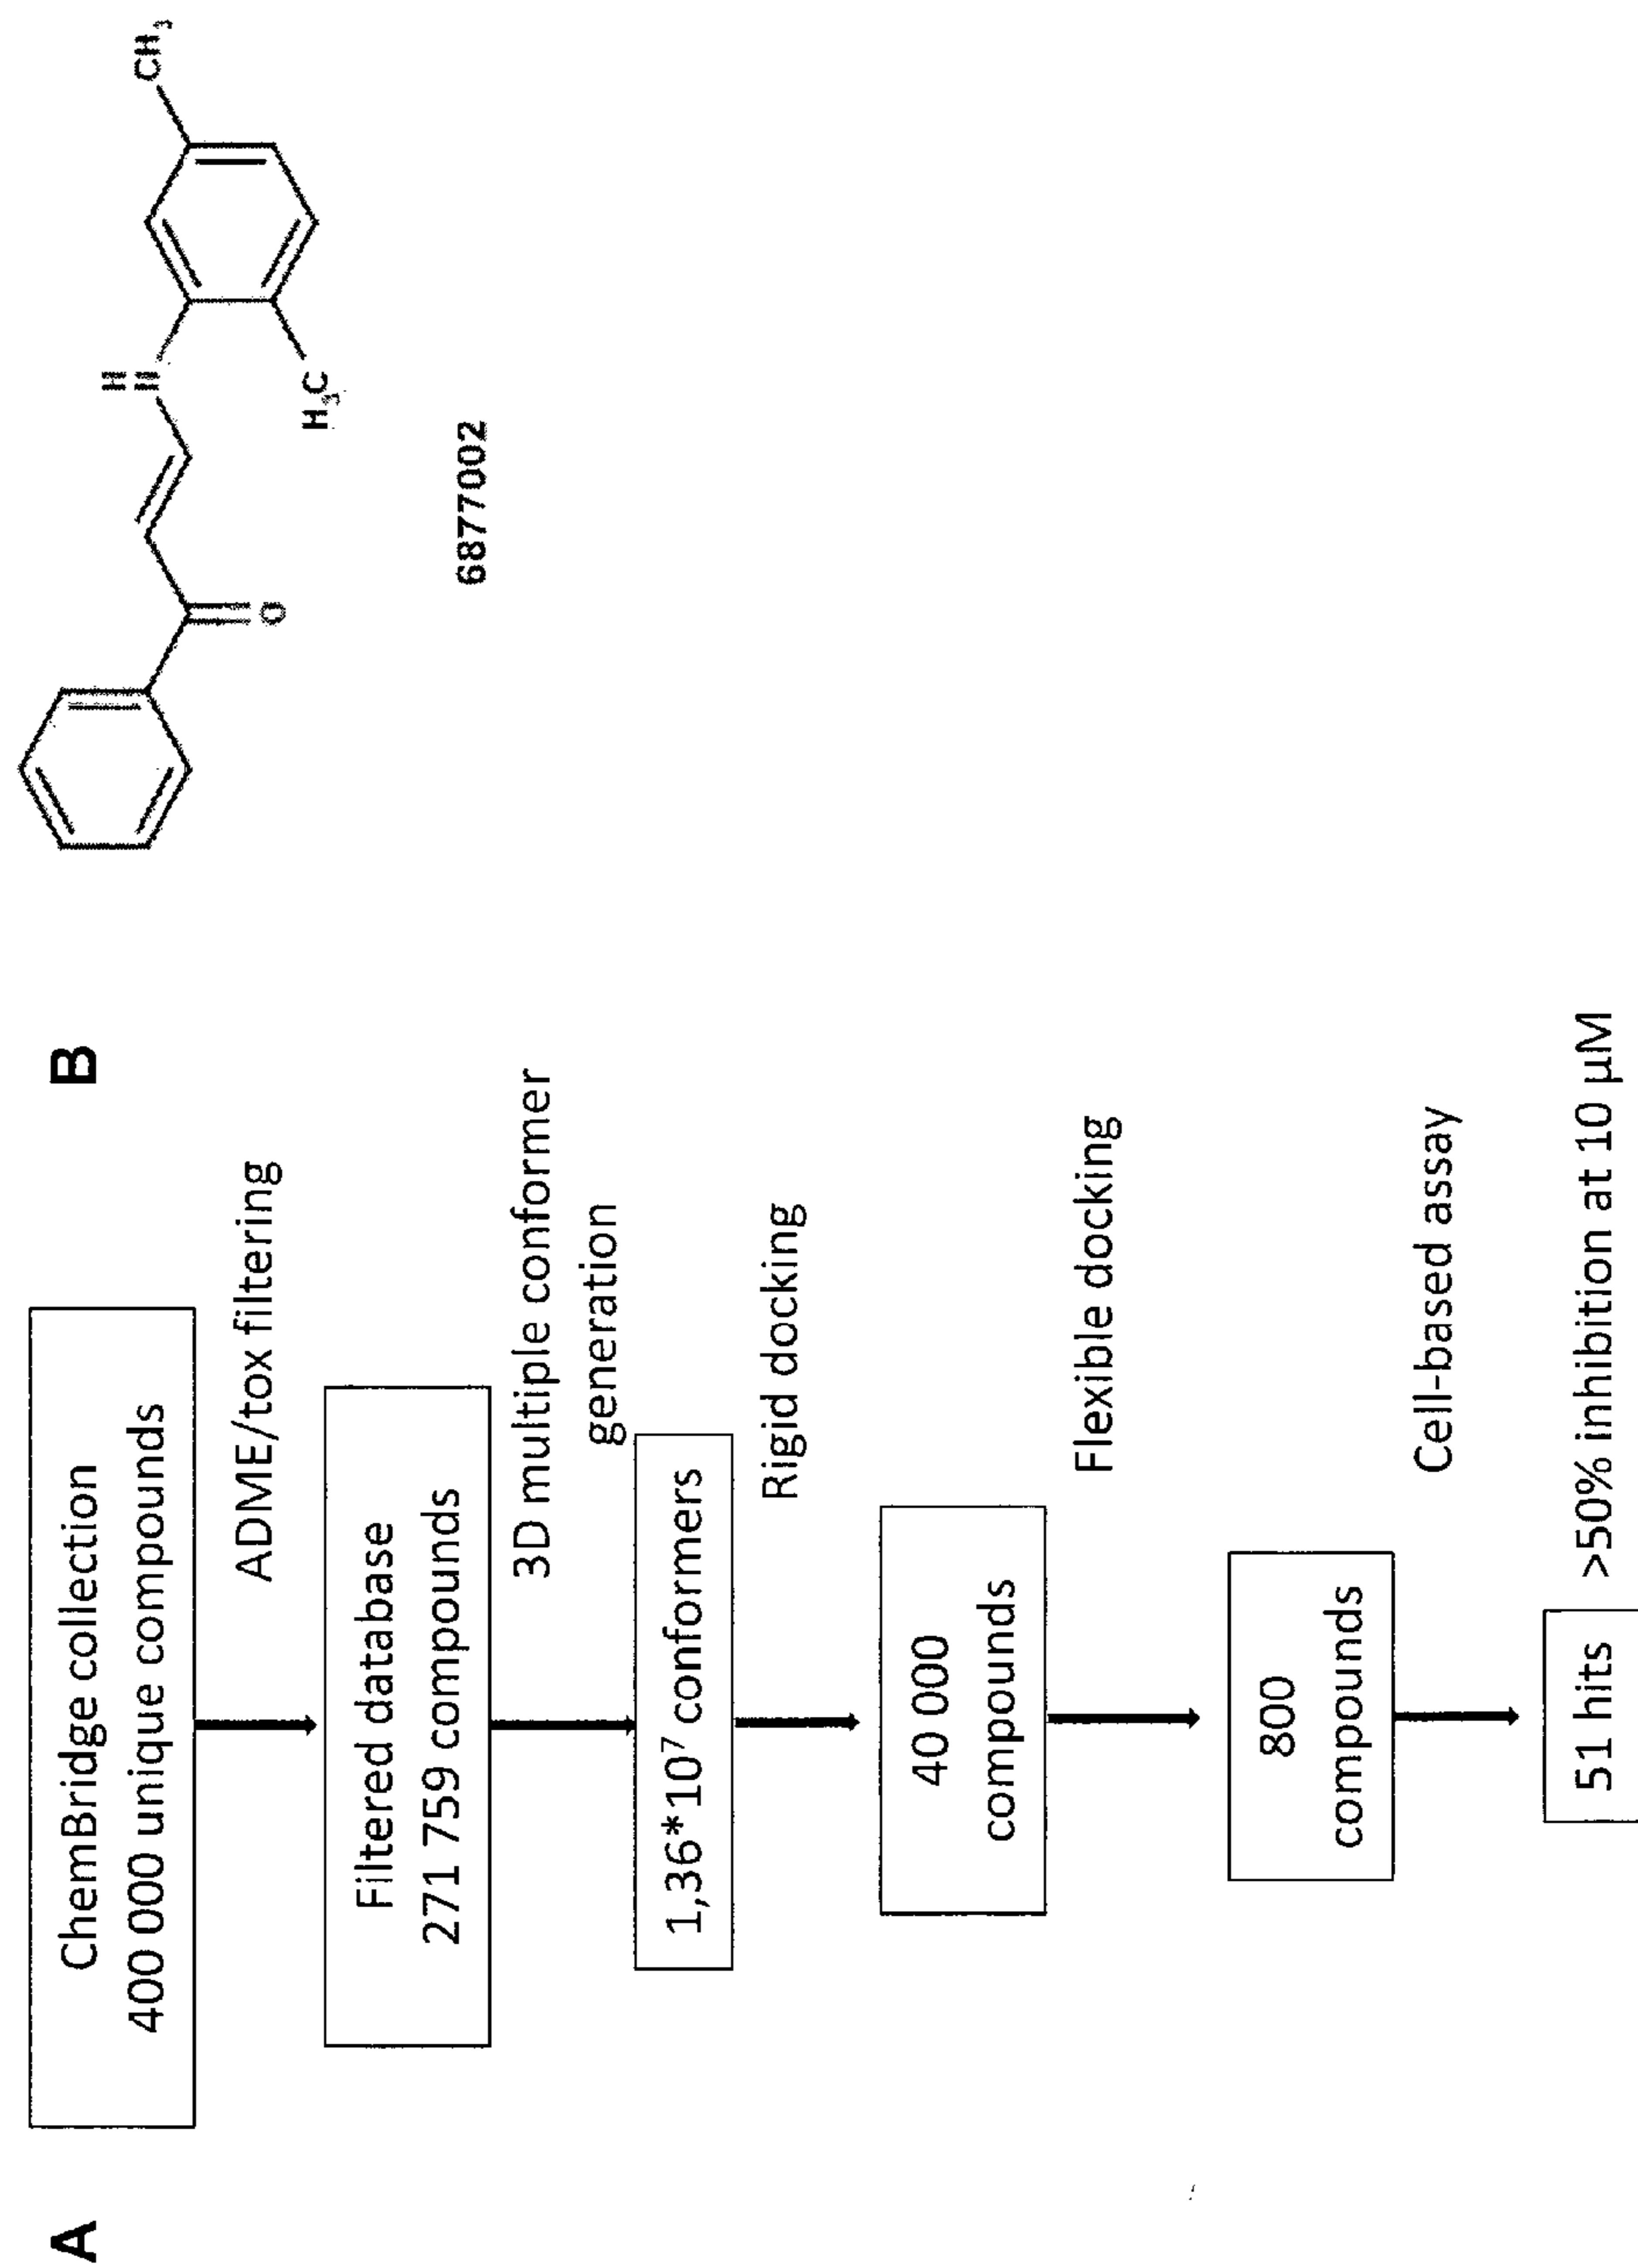 A
ChemBridge collection
400 000 unique compounds
ADME/tox filtering
Filtered database
271 759 compounds
3D multiple conformer
generation
1,36*10⁷ conformers
Rigid docking
40 000
compounds
Flexible docking
800
compounds
Cell-based assay
51 hits
>50% inhibition at 10 µM
B
O
H
H₃C
CH₃
6877002